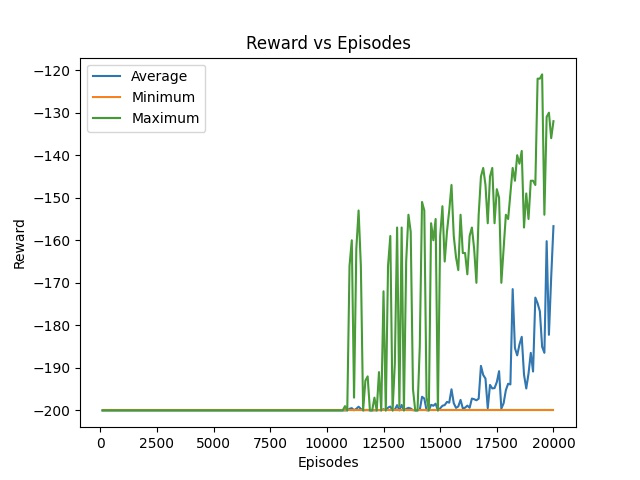 Reward vs Episodes
Average
Minimum
Maximum
−120
−130
−140
−150
−160
−170
−180
−190
−200
Reward
0 2500 5000 7500 10000 12500 15000 17500 20000
Episodes